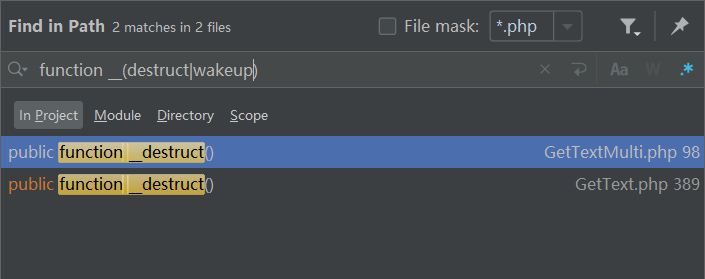 Find in Path 2 matches in 2 files File mask: *.php
function __(destruct|wakeup) Aa W .*
In Project Module Directory Scope
public function __destruct() GetTextMulti.php 98
public function __destruct() GetText.php 389